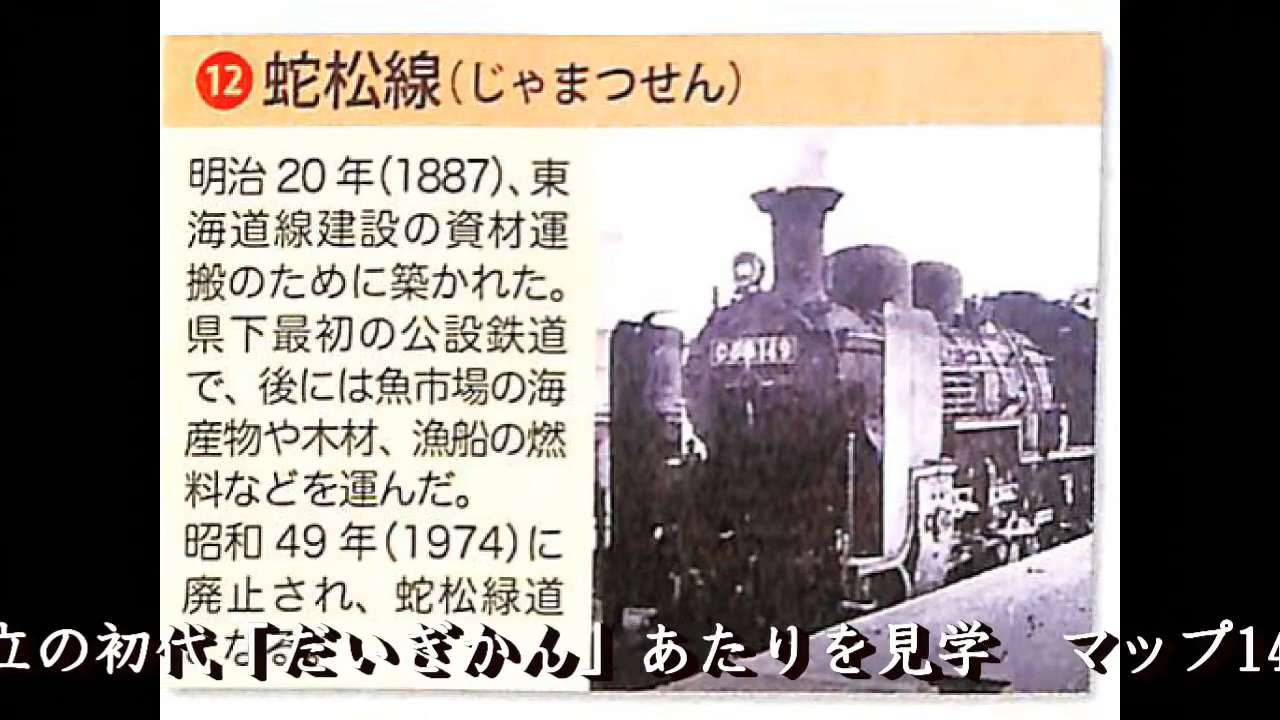 12 蛇松線(じゃまつせん)
明治20年(1887)、東
海道線建設の資材運
搬のために築かれた。
県下最初の公設鉄道
で、後には魚市場の海
産物や木材、漁船の燃
料などを運んだ。
昭和49年(1974)に
廃止され、蛇松緑道
なる。
立の初代「だいぎかん」あたりを見学　マップ14